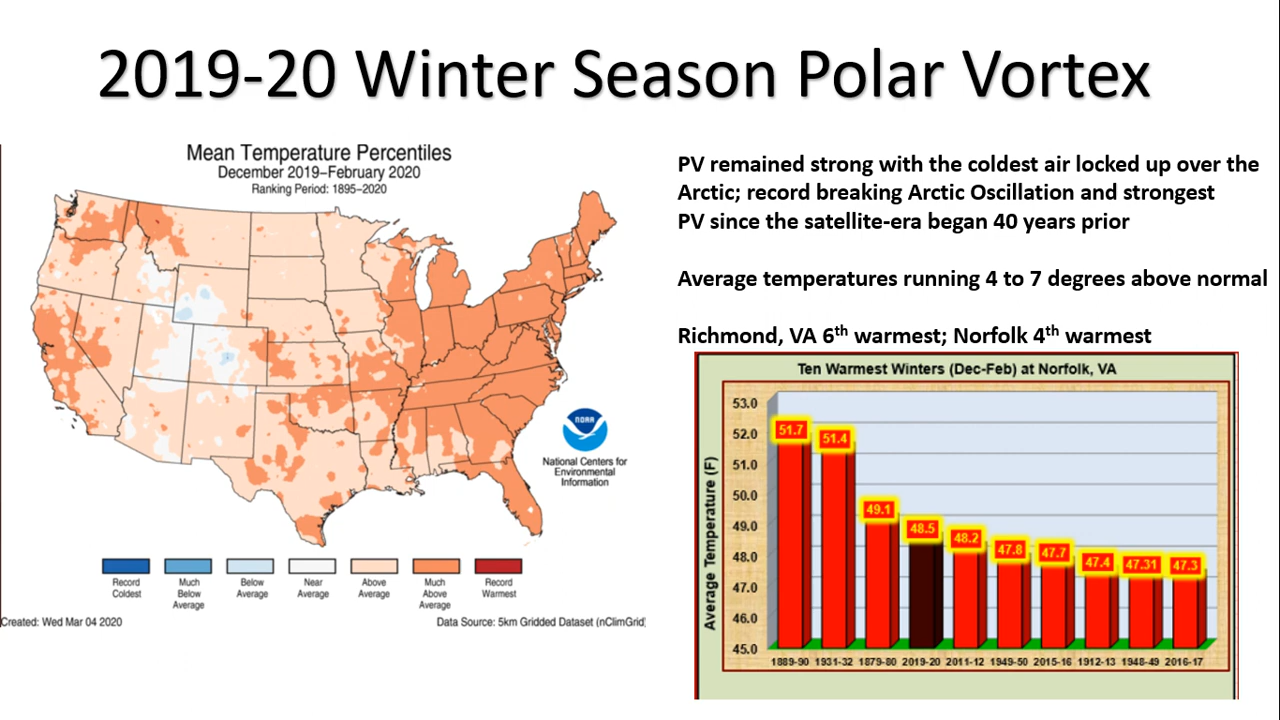 2019-20 Winter Season Polar Vortex
Mean Temperature Percentiles
December 2019–February 2020
Ranking Period: 1895-2020
NOAA
National Centers for
Environmental
Information
Record
Coldest
Much
Below
Average
Below
Average
Near
Average
Above
Average
Much
Above
Average
Record
Warmest
Created: Wed Mar 04 2020
Data Source: 5km Gridded Dataset (nClimGrid)
PV remained strong with the coldest air locked up over the
Arctic; record breaking Arctic Oscillation and strongest
PV since the satellite-era began 40 years prior
Average temperatures running 4 to 7 degrees above normal
Richmond, VA 6th warmest; Norfolk 4th warmest
Ten Warmest Winters (Dec-Feb) at Norfolk, VA
Average Temperature (F)
53.0
52.0
51.0
50.0
49.0
48.0
47.0
46.0
45.0
51.7
51.4
49.1
48.5
48.2
47.8
47.7
47.4
47.31
47.3
1889-90 1931-32 1879-80 2019-20 2011-12 1949-50 2015-16 1912-13 1948-49 2016-17